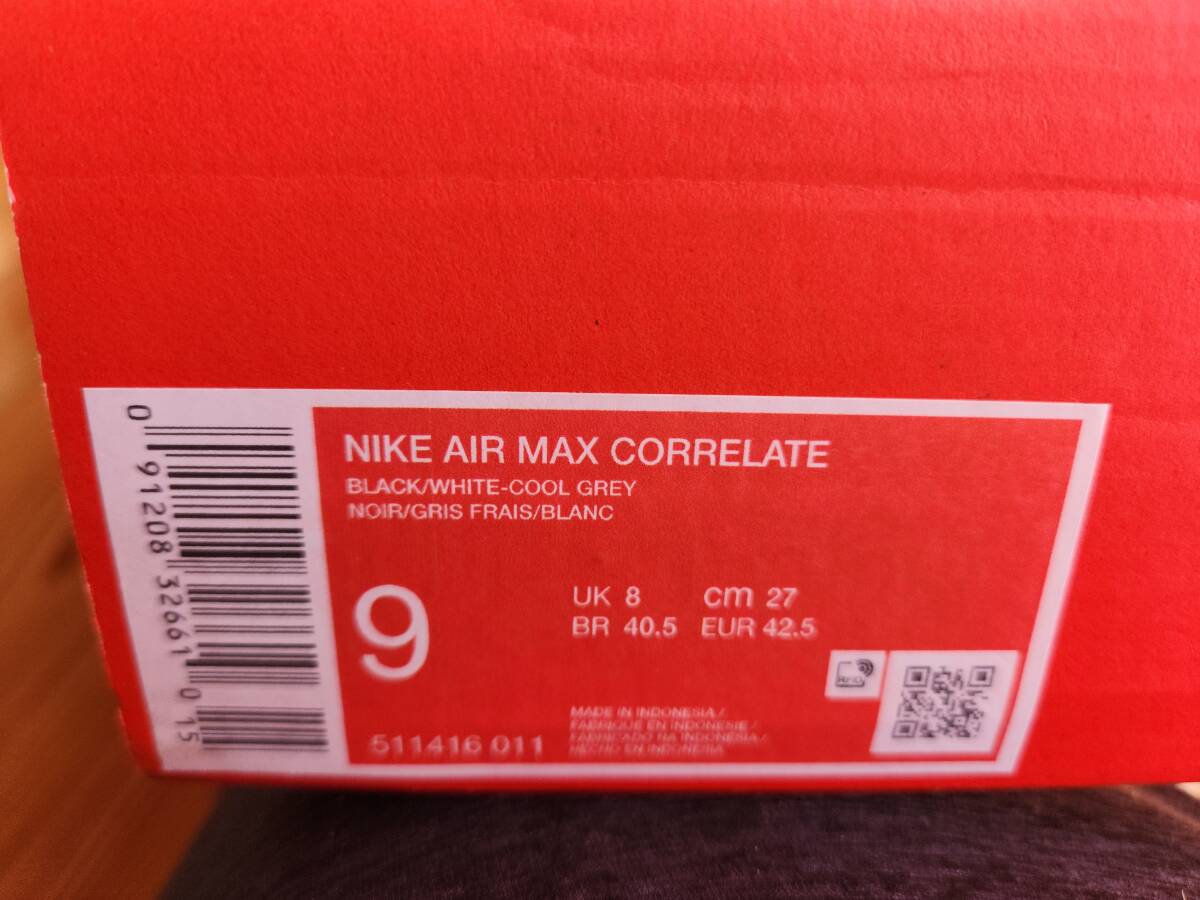 0 91208 32661 0 15
NIKE AIR MAX CORRELATE
BLACK/WHITE-COOL GREY
NOIR/GRIS FRAIS/BLANC
9
UK 8 cm 27
BR 40.5 EUR 42.5
RFID
MADE IN INDONESIA /
FABRIQUE EN INDONESIE /
FABRICADO NA INDONESIA /
HECHO EN INDONESIA
511416 011